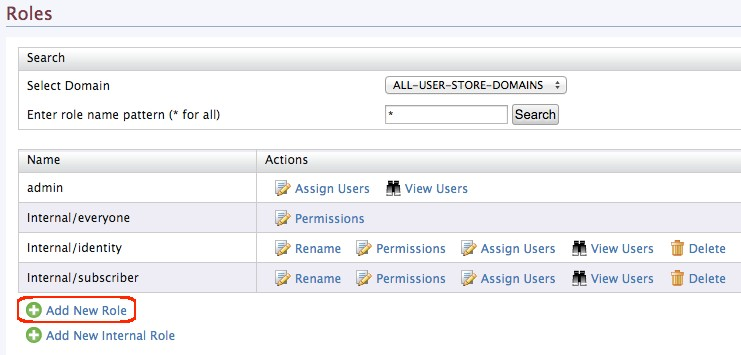 Roles
Search
Select Domain ALL-USER-STORE-DOMAINS
Enter role name pattern (* for all) * Search
Name Actions
admin Assign Users View Users
Internal/everyone Permissions
Internal/identity Rename Permissions Assign Users View Users Delete
Internal/subscriber Rename Permissions Assign Users View Users Delete
Add New Role
Add New Internal Role